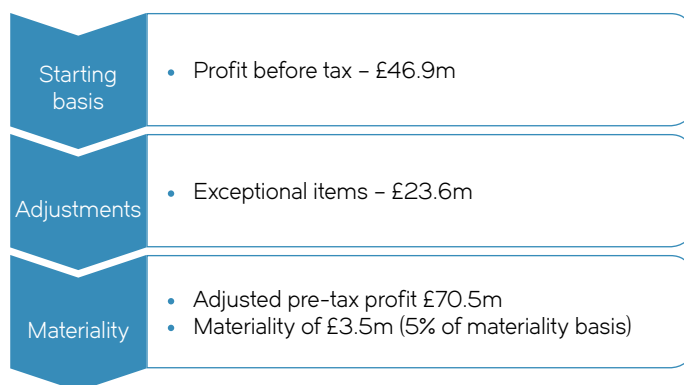 Starting
basis
• Profit before tax – £46.9m
Adjustments
• Exceptional items – £23.6m
Materiality
• Adjusted pre-tax profit £70.5m
• Materiality of £3.5m (5% of materiality basis)